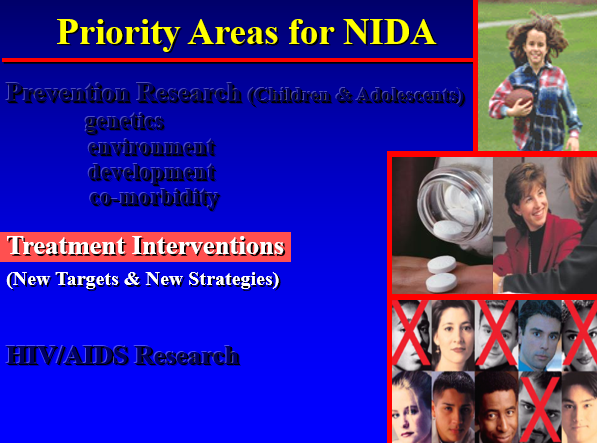 Priority Areas for NIDA
Prevention Research (Children & Adolescents)
genetics
environment
development
co-morbidity
Treatment Interventions
(New Targets & New Strategies)
HIV/AIDS Research